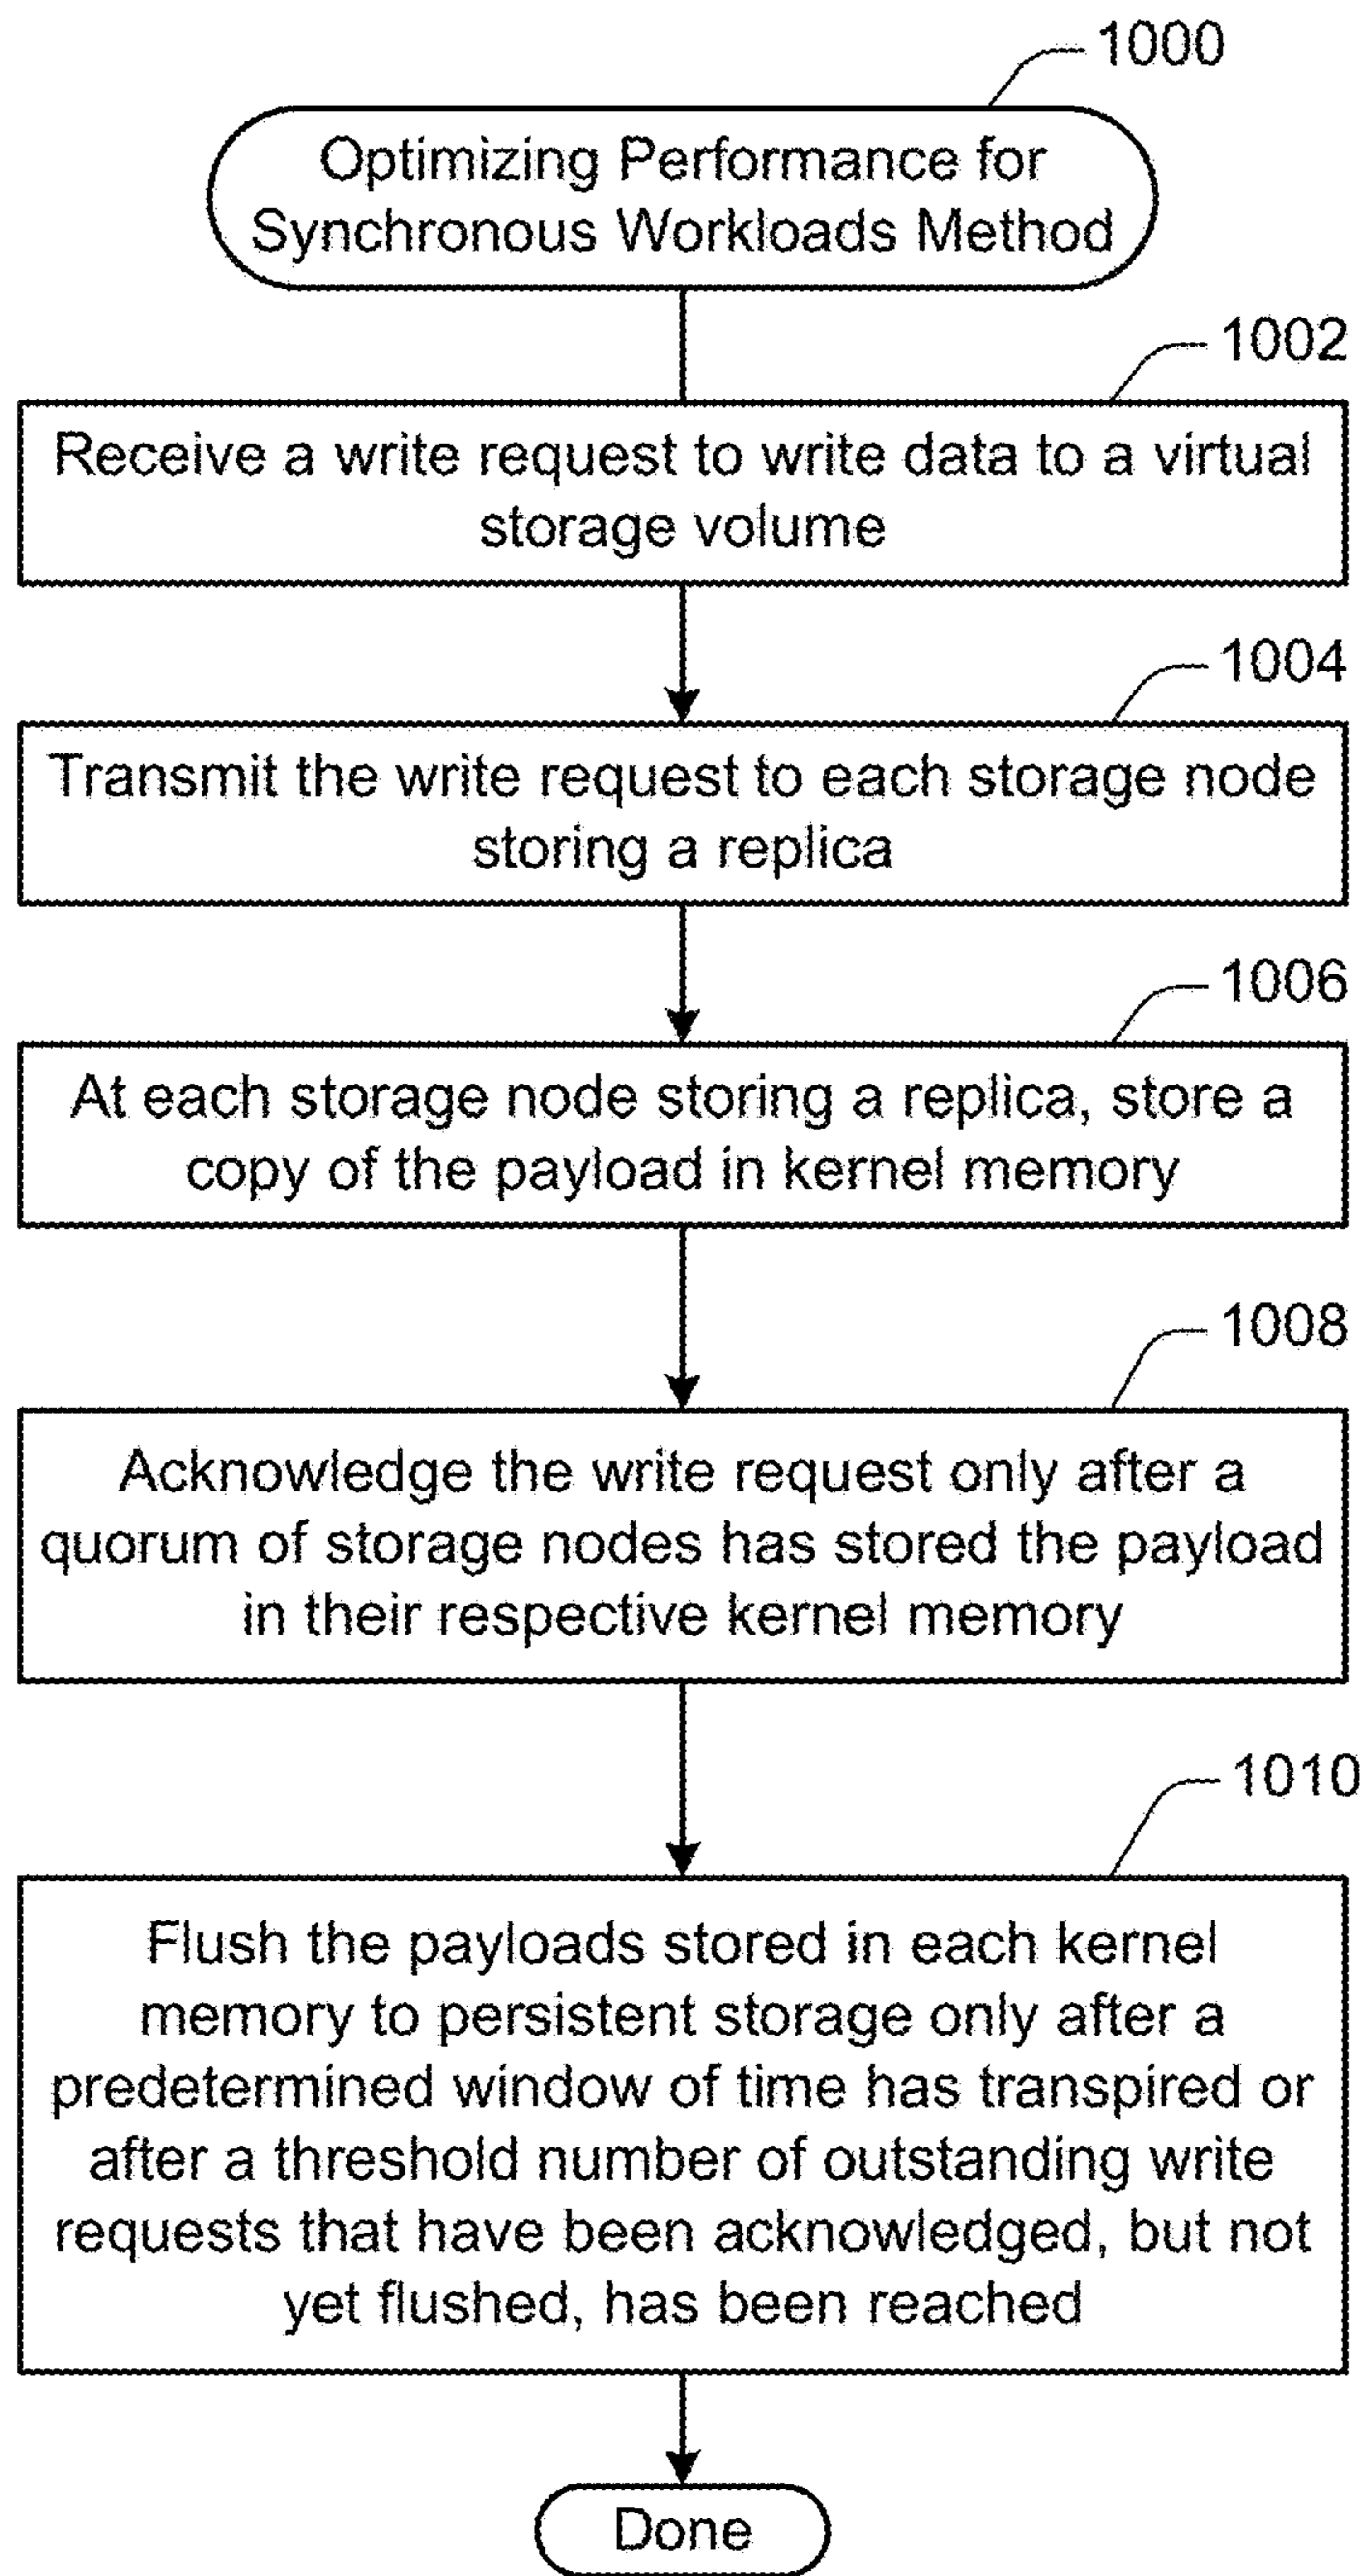 1000
Optimizing Performance for
Synchronous Workloads Method
1002
Receive a write request to write data to a virtual
storage volume
1004
Transmit the write request to each storage node
storing a replica
1006
At each storage node storing a replica, store a
copy of the payload in kernel memory
1008
Acknowledge the write request only after a
quorum of storage nodes has stored the payload
in their respective kernel memory
1010
Flush the payloads stored in each kernel
memory to persistent storage only after a
predetermined window of time has transpired or
after a threshold number of outstanding write
requests that have been acknowledged, but not
yet flushed, has been reached
Done